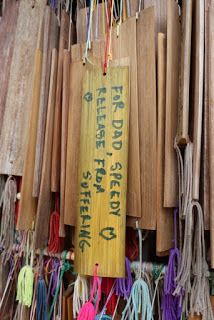 FOR DAD, SPEEDY
RELEASE, FROM
SUFFERING